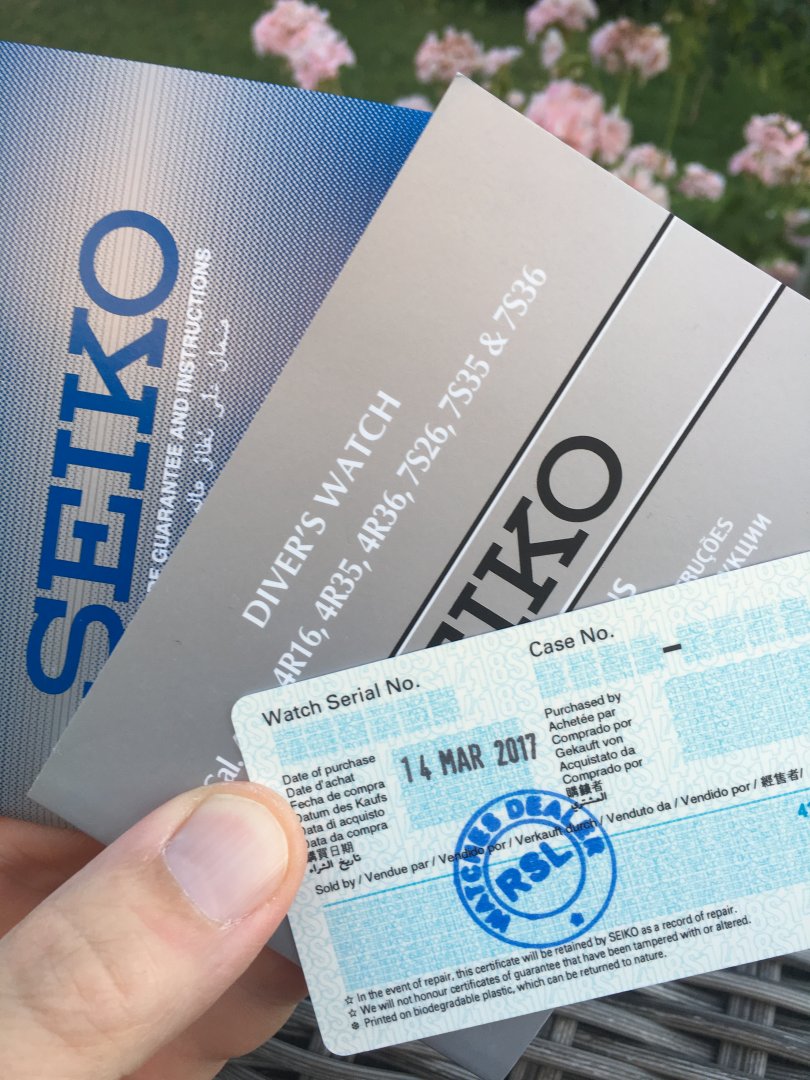 SEIKO
GUARANTEE AND INSTRUCTIONS
ضمان على نطاق
DIVER'S WATCH
Cal. 4R16, 4R35, 4R36, 7S26, 7S35 & 7S36
EIKO
Watch Serial No.
Case No.
Date of purchase
Date d'achat
Fecha de compra
Datum des Kaufs
Data di acquisto
Data da compra
購買日期
تاريخ الشراء
14 MAR 2017
Purchased by
Achetée par
Comprado por
Gekauft von
Acquistato da
Comprado por
購錶者
المشتري
Sold by / Vendue par / Vendido por / Verkauft durch / Venduto da / Vendido por / 經售者/
WATCHES DEALER
RSL
☆ In the event of repair, this certificate will be retained by SEIKO as a record of repair.
☆ We will not honour certificates of guarantee that have been tampered with or altered.
❄ Printed on biodegradable plastic, which can be returned to nature.